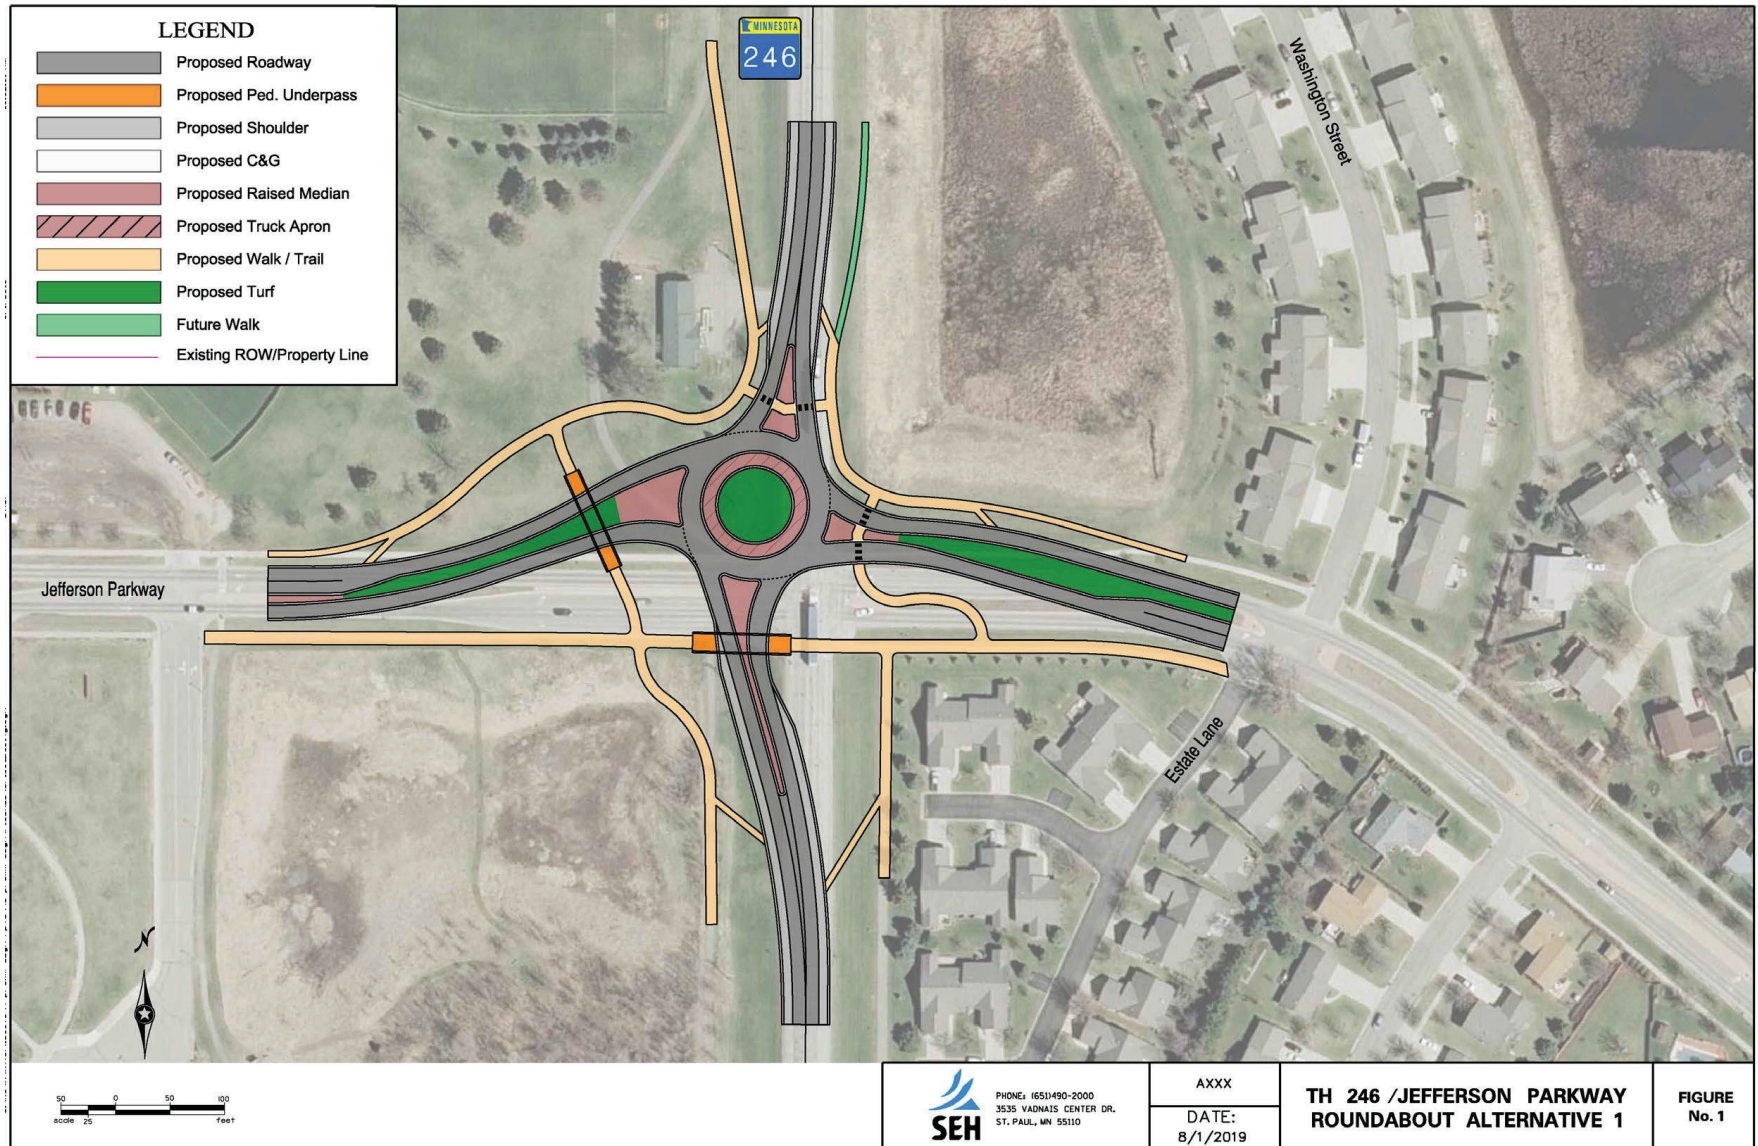 LEGEND
Proposed Roadway
Proposed Ped. Underpass
Proposed Shoulder
Proposed C&G
Proposed Raised Median
Proposed Truck Apron
Proposed Walk / Trail
Proposed Turf
Future Walk
Existing ROW/Property Line
MINNESOTA
246
Washington Street
Jefferson Parkway
Estate Lane
N
50 0 50 100
scale 25 feet
SEH
PHONE: (651)490-2000
3535 VADNAIS CENTER DR.
ST. PAUL, MN 55110
AXXX
DATE:
8/1/2019
TH 246 /JEFFERSON PARKWAY
ROUNDABOUT ALTERNATIVE 1
FIGURE
No. 1